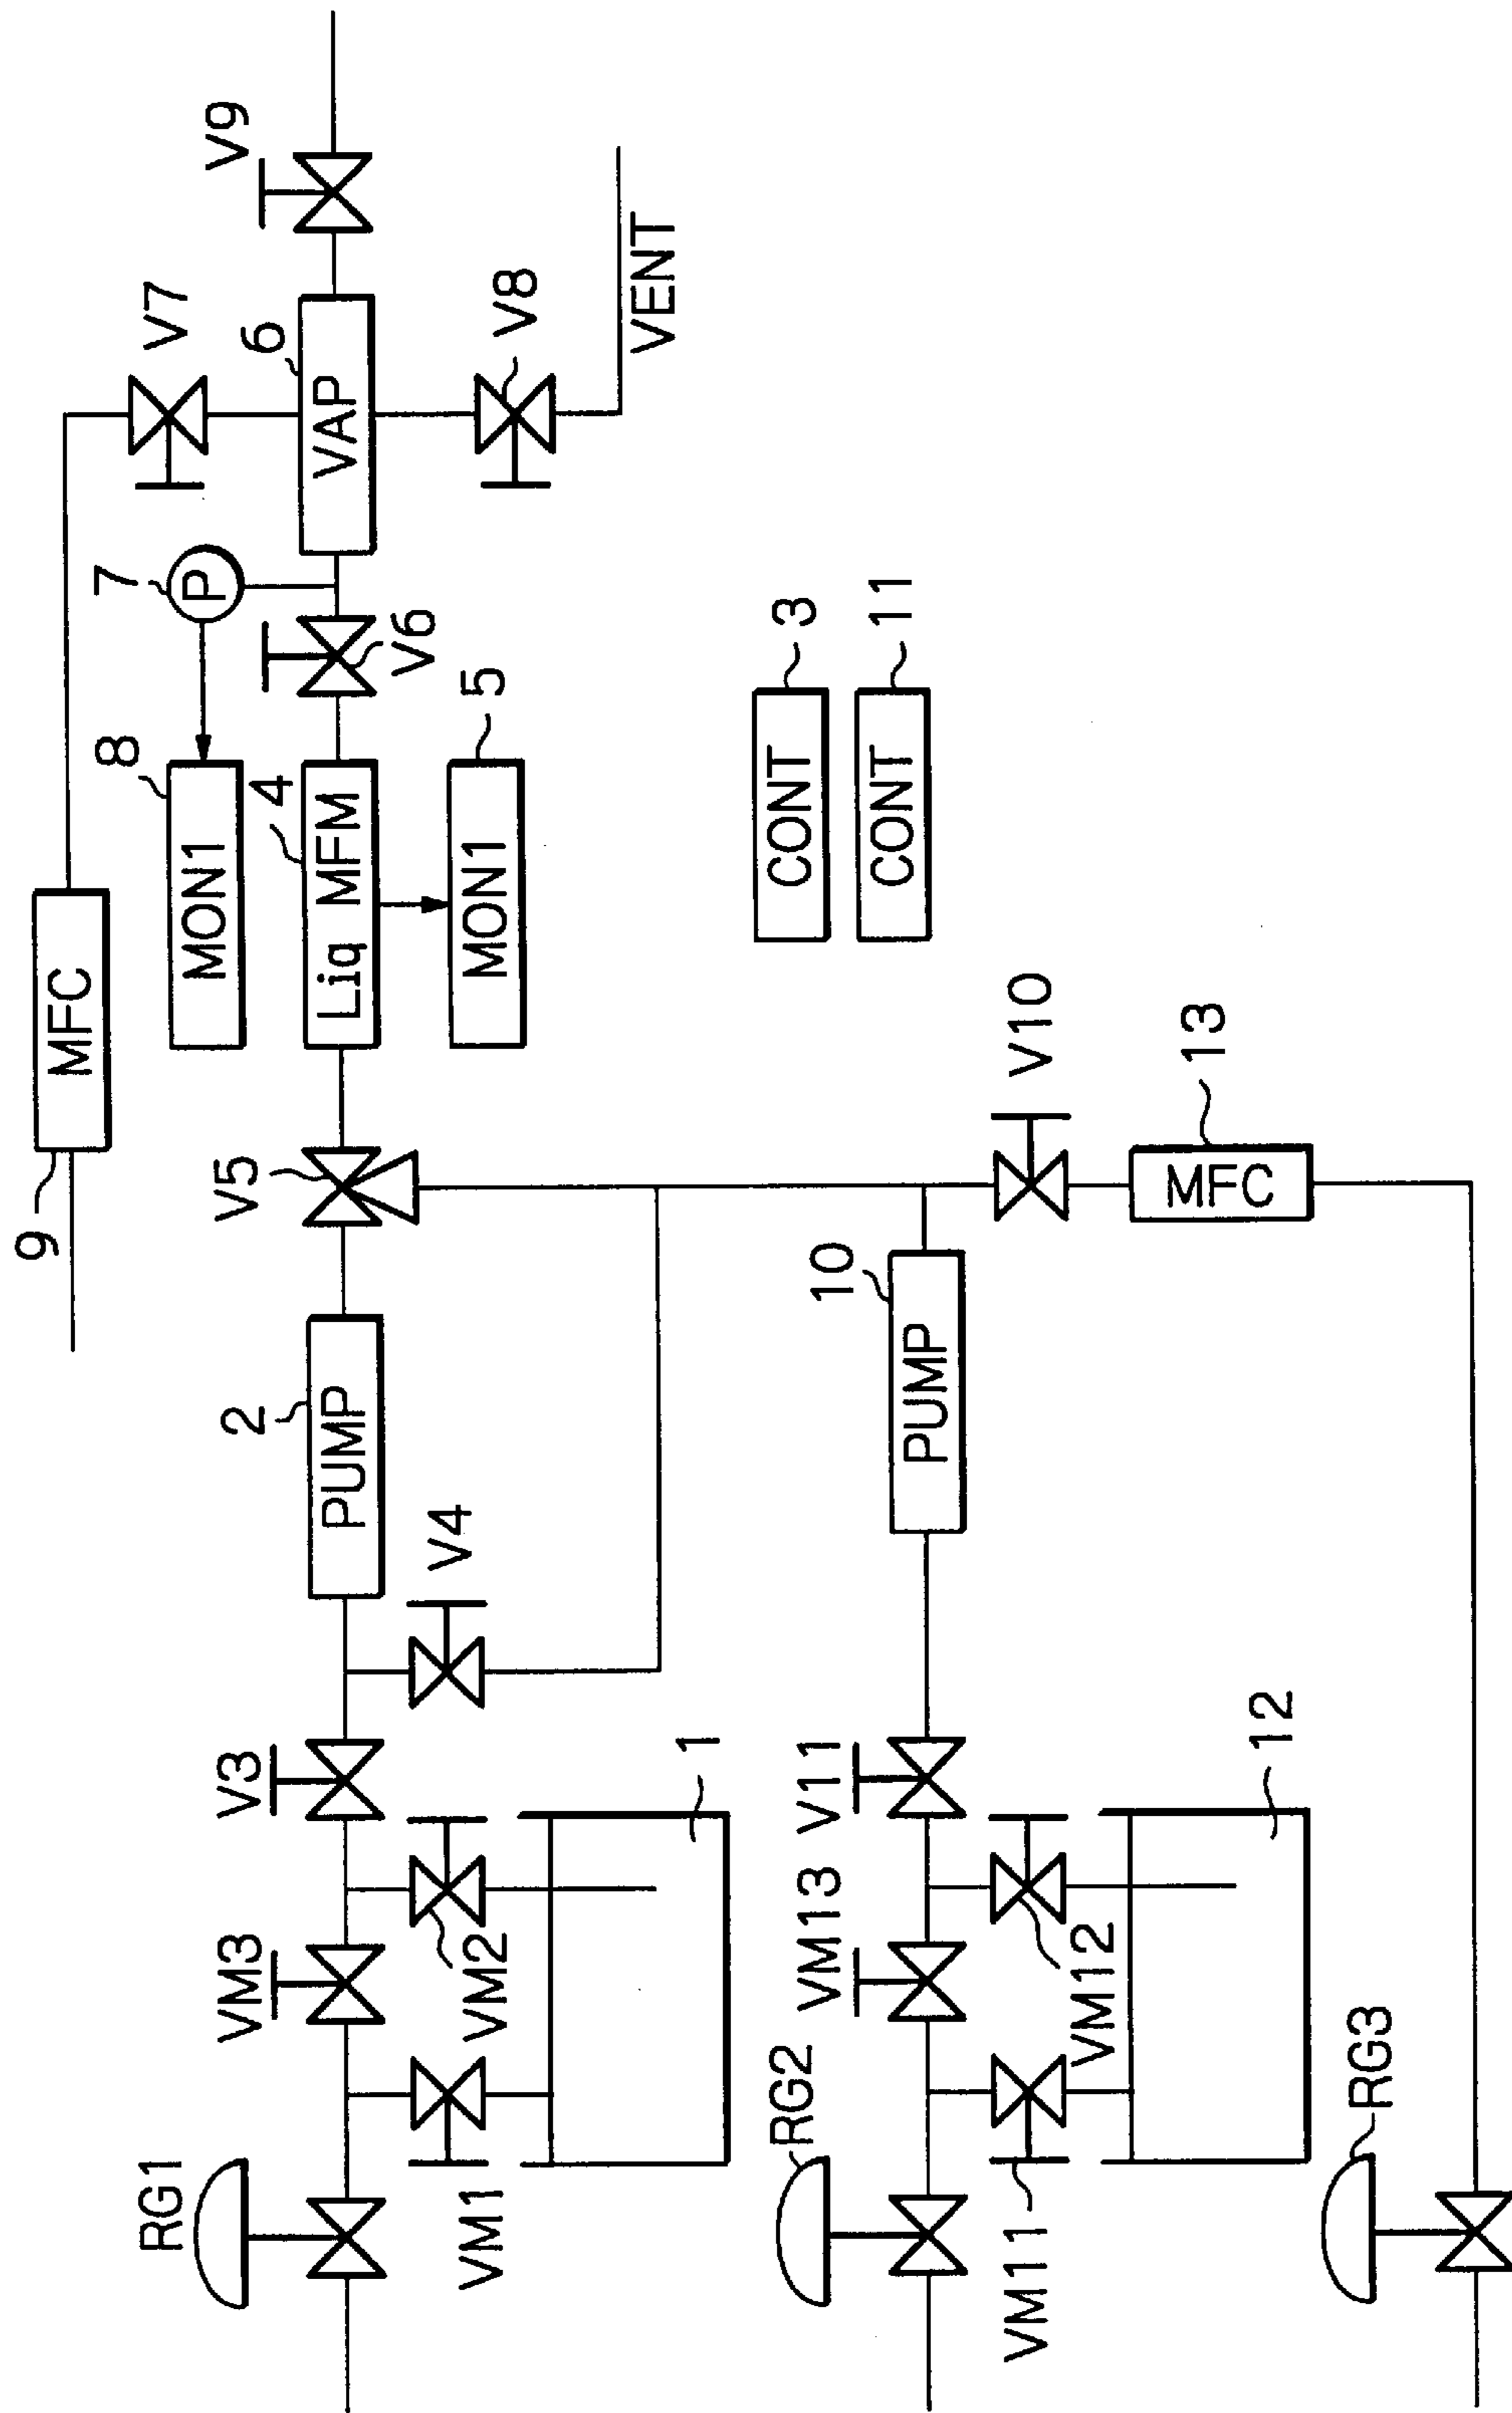 9
MFC
V7
V9
7
P
8
MON1
6
VAP
V8
VENT
V5
4
Liq MFM
V6
MON1
5
2
PUMP
RG1
VM3
V3
V4
VM1
VM2
1
3
CONT
11
CONT
10
PUMP
V10
13
MFC
RG2
VM13
V11
VM11
VM12
12
RG3